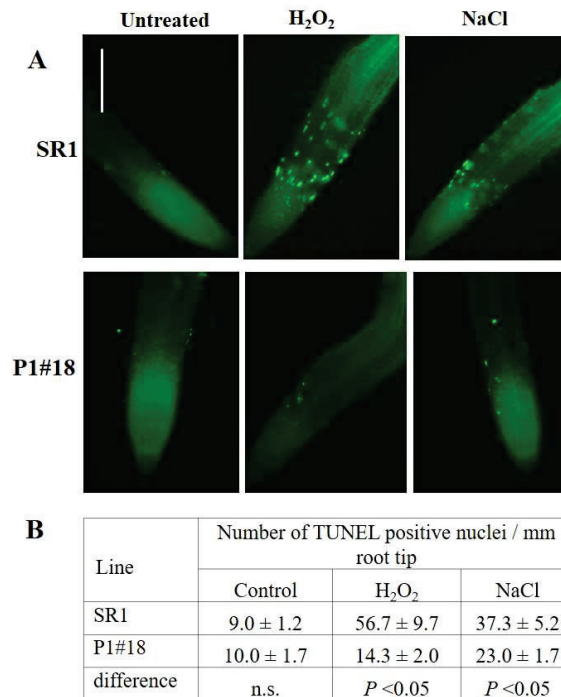 Untreated H₂O₂ NaCl
A
SR1
P1#18
B
Line Number of TUNEL positive nuclei / mm root tip
Control H₂O₂ NaCl
SR1 9.0 ± 1.2 56.7 ± 9.7 37.3 ± 5.2
P1#18 10.0 ± 1.7 14.3 ± 2.0 23.0 ± 1.7
difference n.s. P <0.05 P <0.05